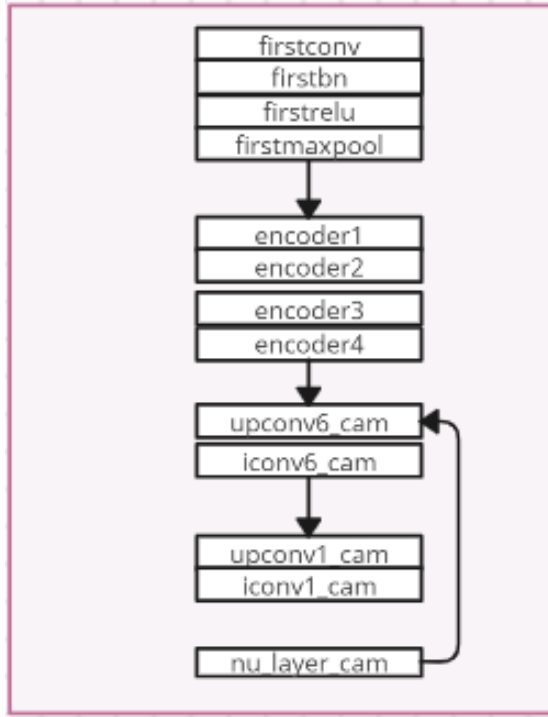 firstconv
firstbn
firstrelu
firstmaxpool
encoder1
encoder2
encoder3
encoder4
upconv6_cam
iconv6_cam
upconv1_cam
iconv1_cam
nu_layer_cam